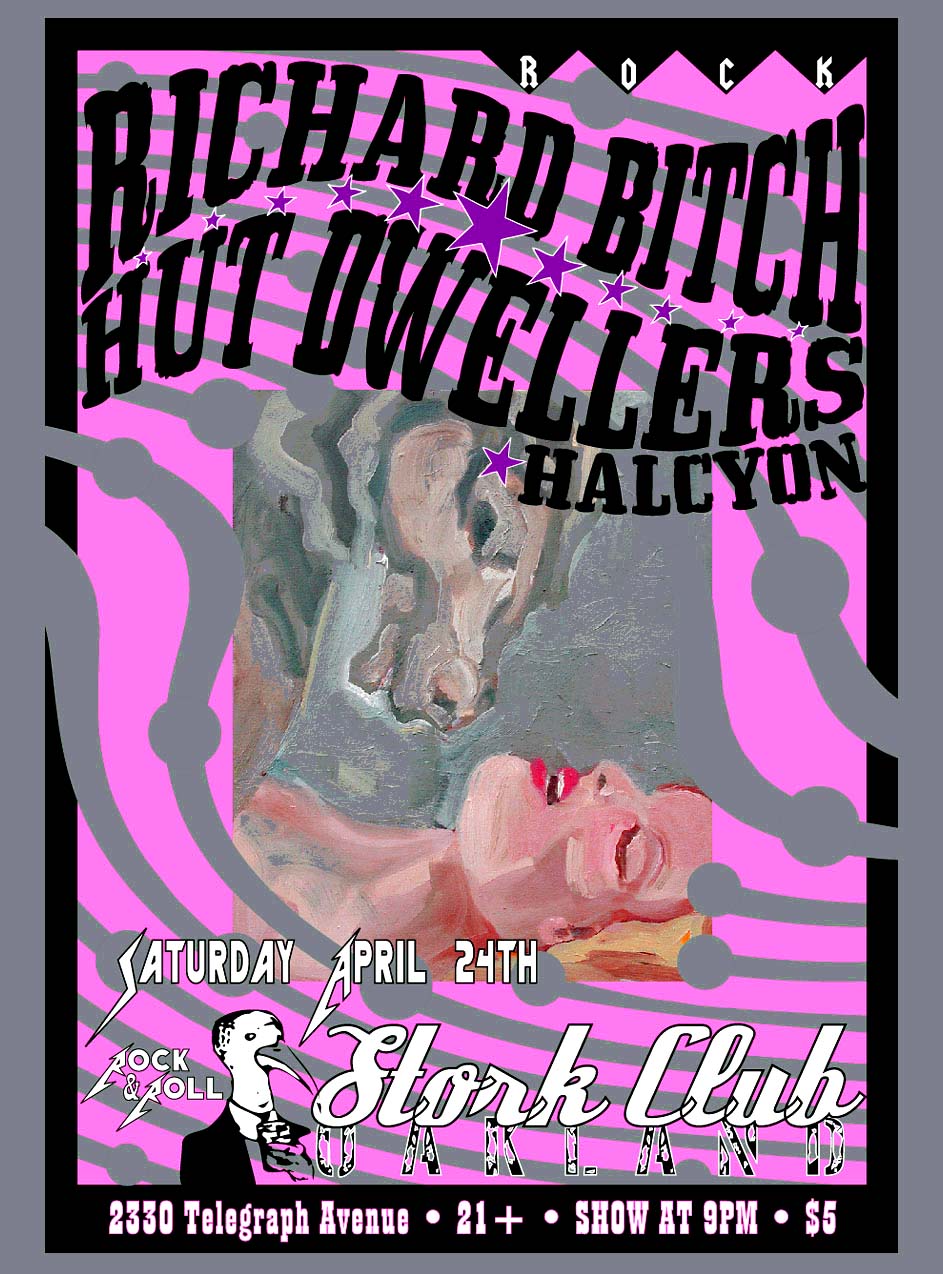 ROCK
RICHARD BITCH
HÜT DWELLERS
HALCYON
SATURDAY APRIL 24TH
ROCK
& ROLL
Stork Club
OAKLAND
2330 Telegraph Avenue • 21+ • SHOW AT 9PM • $5